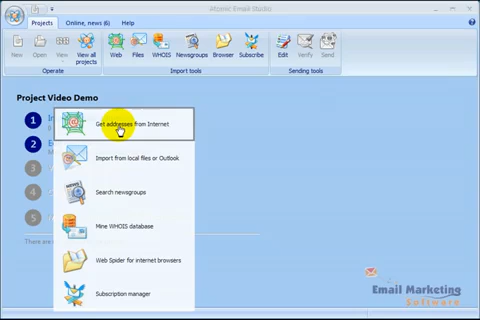 Atomic Email Studio
Projects Online, news (6) Help
New Open View View all projects Web Files WHOIS Newsgroups Browser Subscribe Edit Verify Send
Operate Import tools Sending tools
Project Video Demo
1
Get addresses from Internet
2
Import from local files or Outlook
3
Search newsgroups
4
Mine WHOIS database
5
Web Spider for internet browsers
There are
Subscription manager
Email Marketing
Software